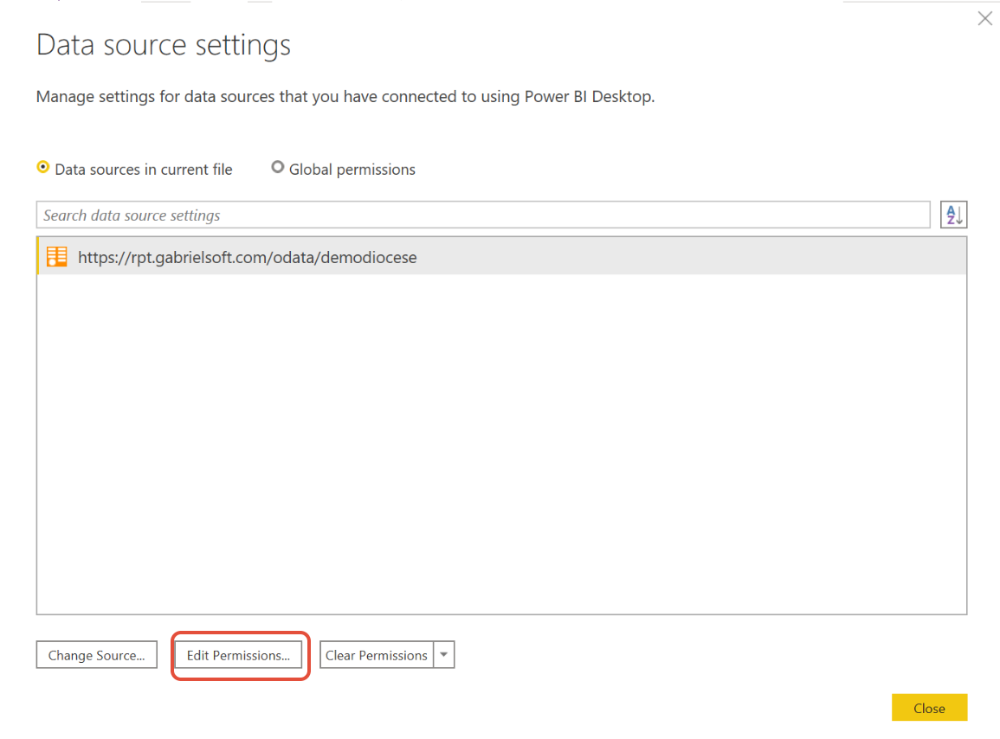 Data source settings
Manage settings for data sources that you have connected to using Power BI Desktop.
Data sources in current file Global permissions
Search data source settings
https://rpt.gabrielsoft.com/odata/demodiocese
Change Source... Edit Permissions... Clear Permissions
Close